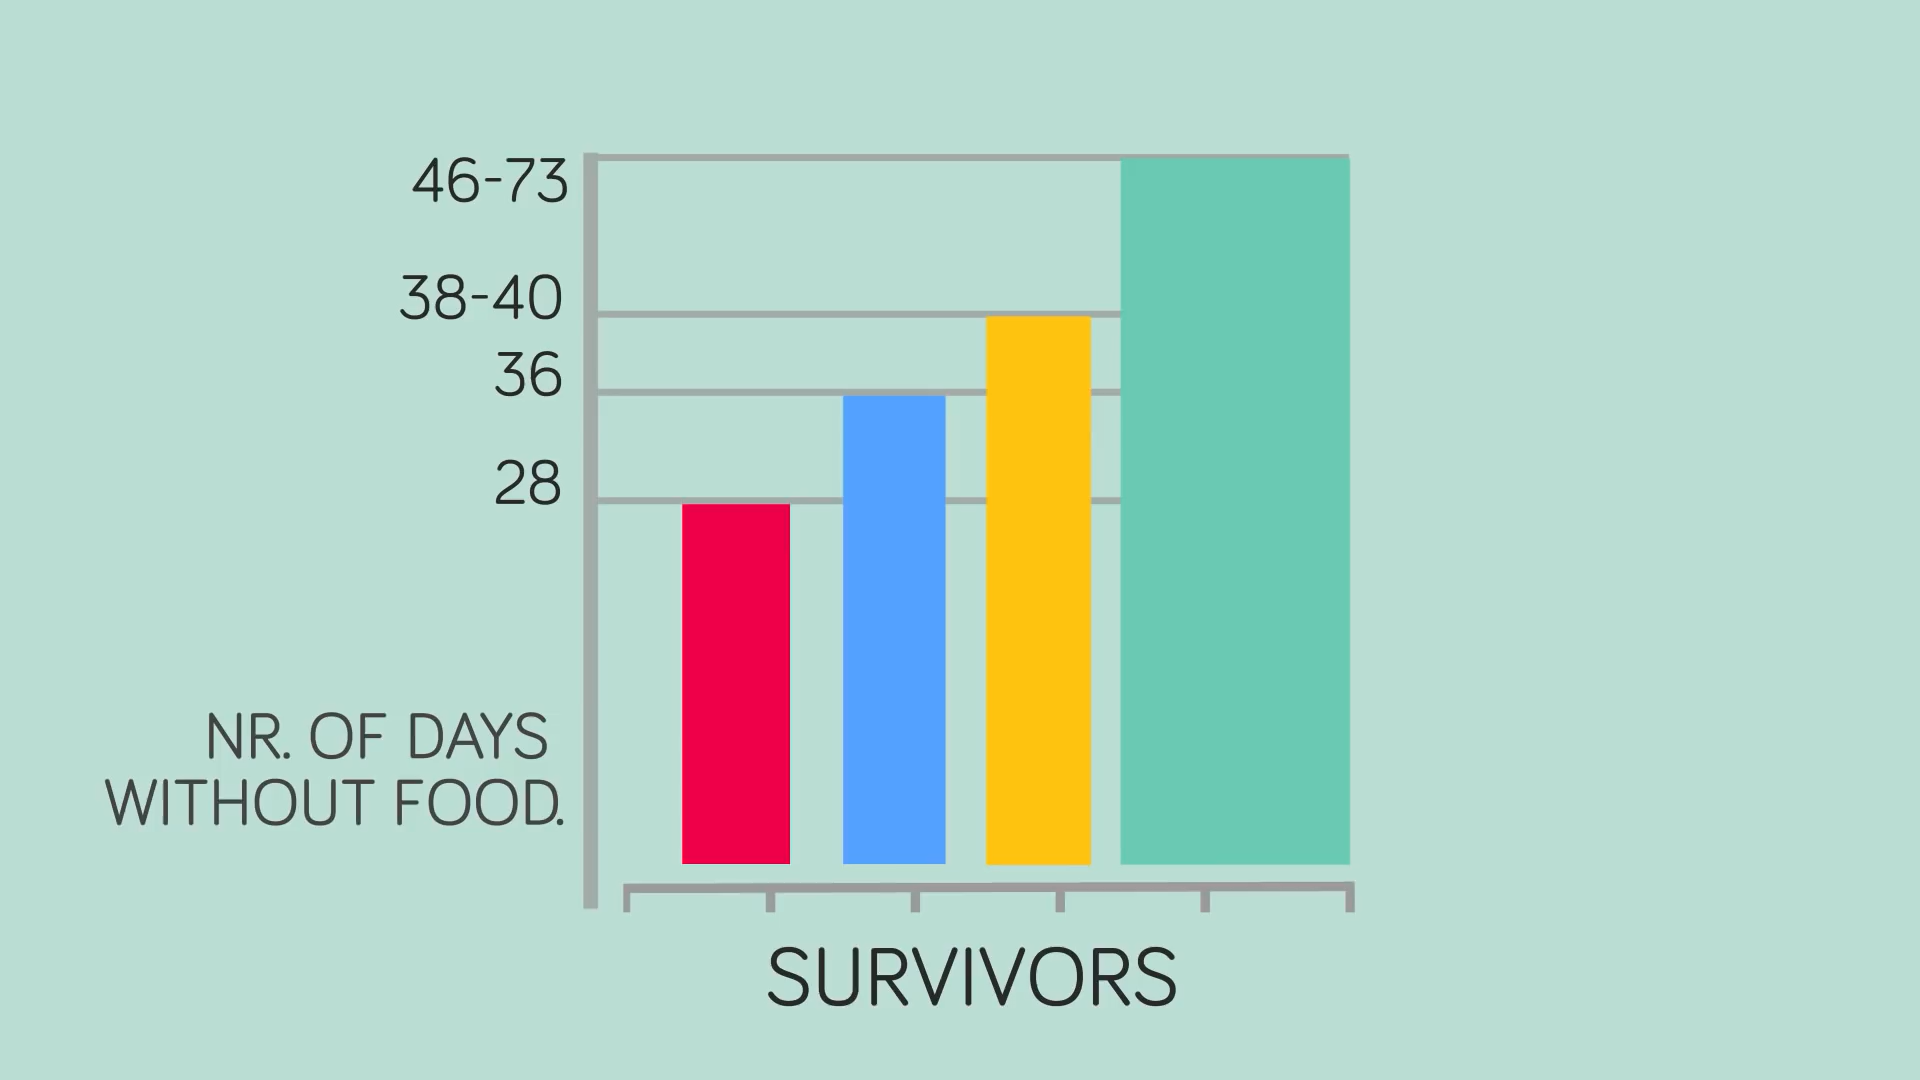 46-73
38-40
36
28
NR. OF DAYS
WITHOUT FOOD.
SURVIVORS